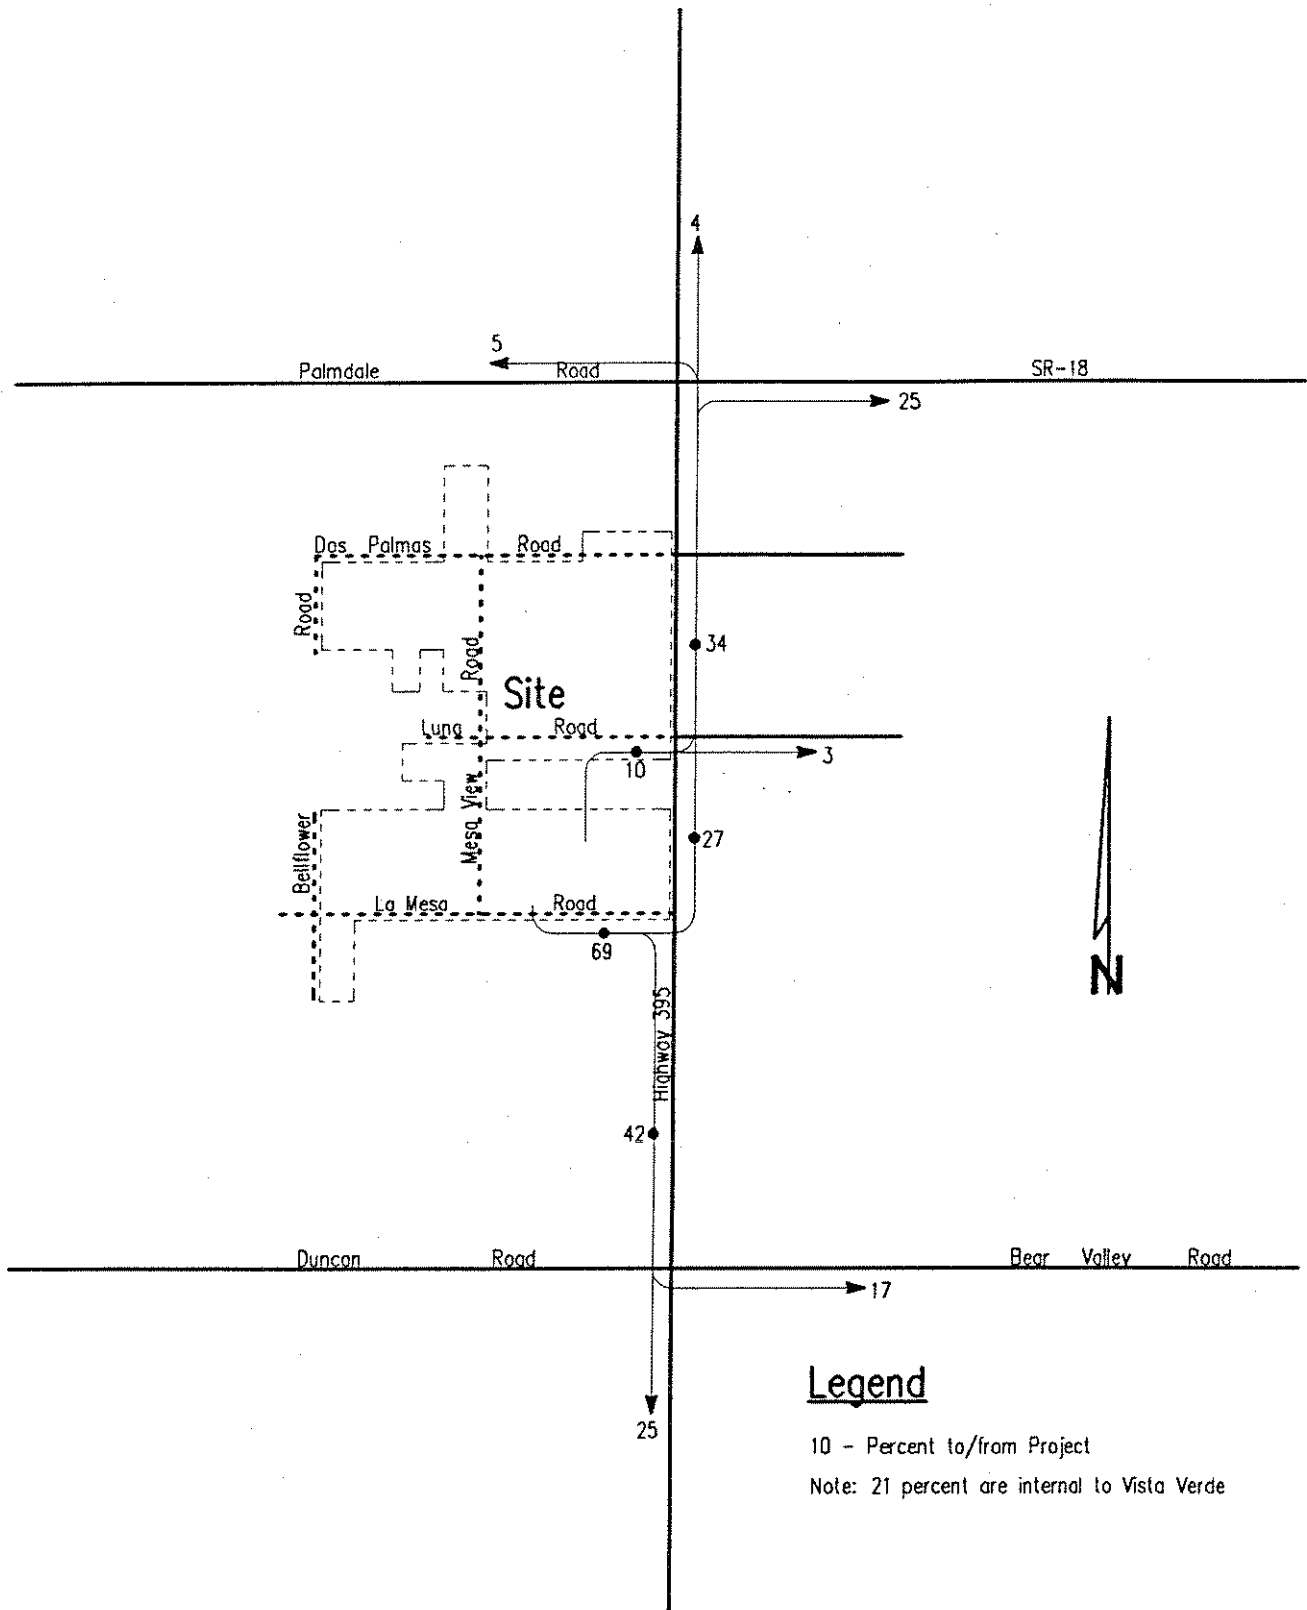 4
5
Palmdale Road SR-18
25
Dos Palmas Road
Road
34
Road
Site
Luna Road
10
3
Mesa View
27
Bellflower
La Mesa Road
69
Highway 395
N
42
Duncan Road Bear Valley Road
17
25
Legend
10 - Percent to/from Project
Note: 21 percent are internal to Vista Verde